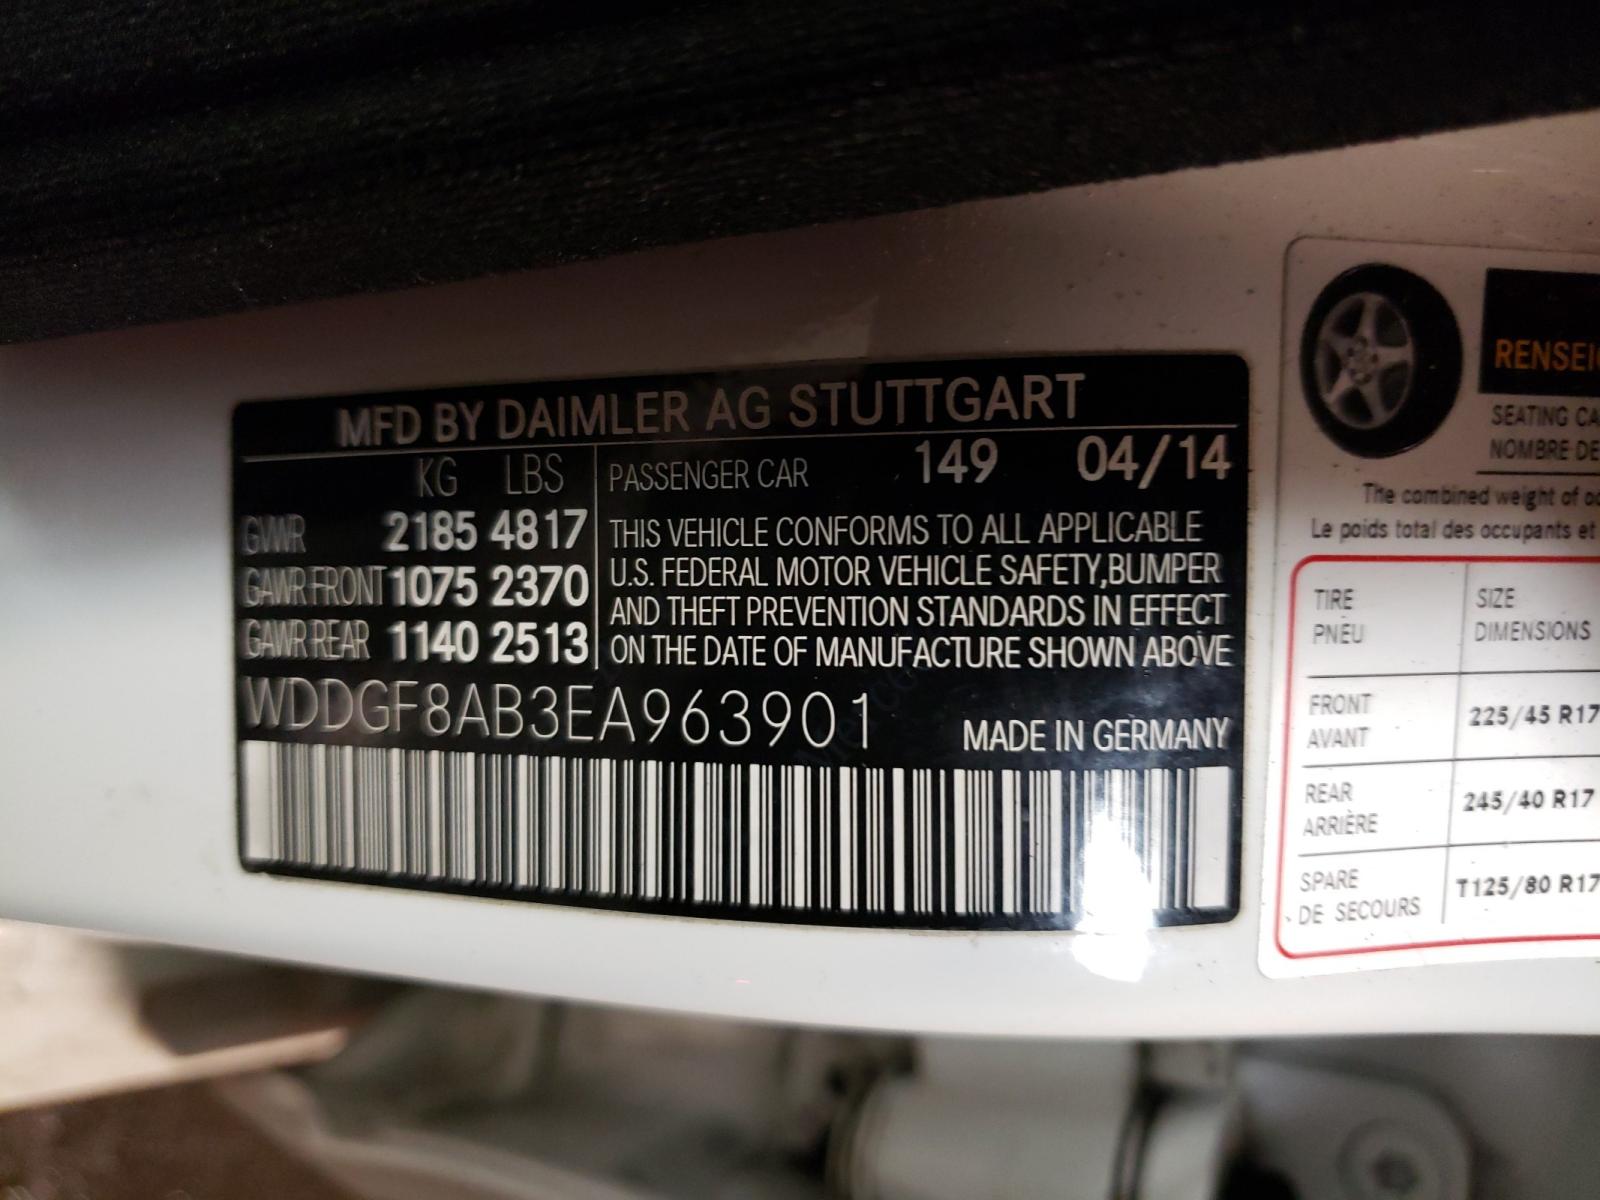 MFD BY DAIMLER AG STUTTGART
KG LBS
GVWR 2185 4817
GAWR FRONT 1075 2370
GAWR REAR 1140 2513
PASSENGER CAR 149 04/14
THIS VEHICLE CONFORMS TO ALL APPLICABLE
U.S. FEDERAL MOTOR VEHICLE SAFETY,BUMPER
AND THEFT PREVENTION STANDARDS IN EFFECT
ON THE DATE OF MANUFACTURE SHOWN ABOVE
WDDGF8AB3EA963901
MADE IN GERMANY
RENSEI
SEATING CA
NOMBRE DE
The combined weight of oc
Le poids total des occupants et
TIRE SIZE
PNEU DIMENSIONS
FRONT
AVANT
225/45 R17
REAR
ARRIÈRE
245/40 R17
SPARE
DE SECOURS
T125/80 R17